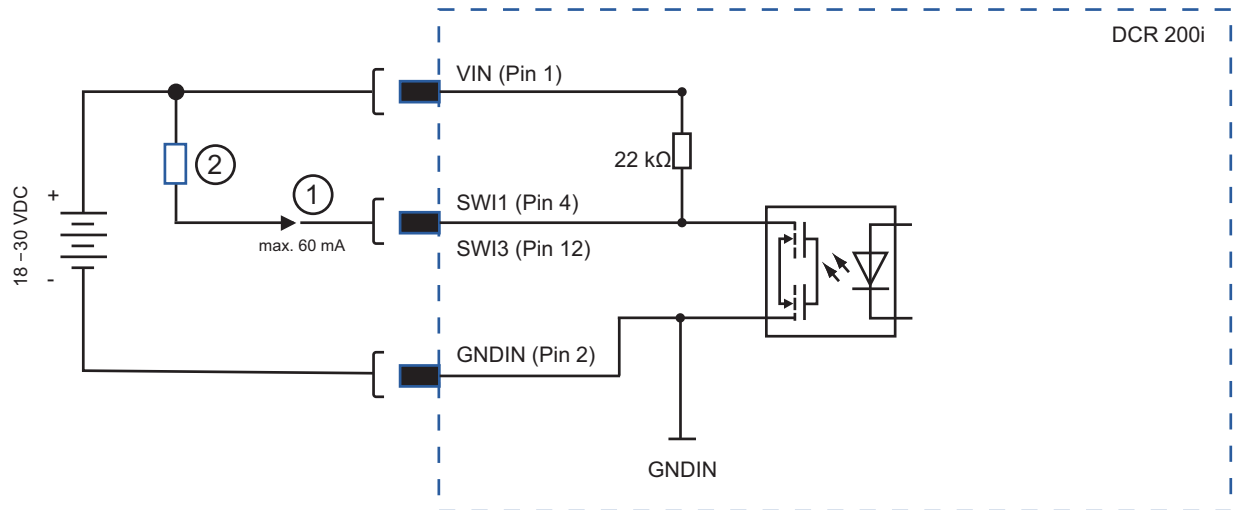 DCR 200i
VIN (Pin 1)
22 kΩ
2
1
SWI1 (Pin 4)
max. 60 mA
SWI3 (Pin 12)
+
18 –30 VDC
-
GNDIN (Pin 2)
GNDIN